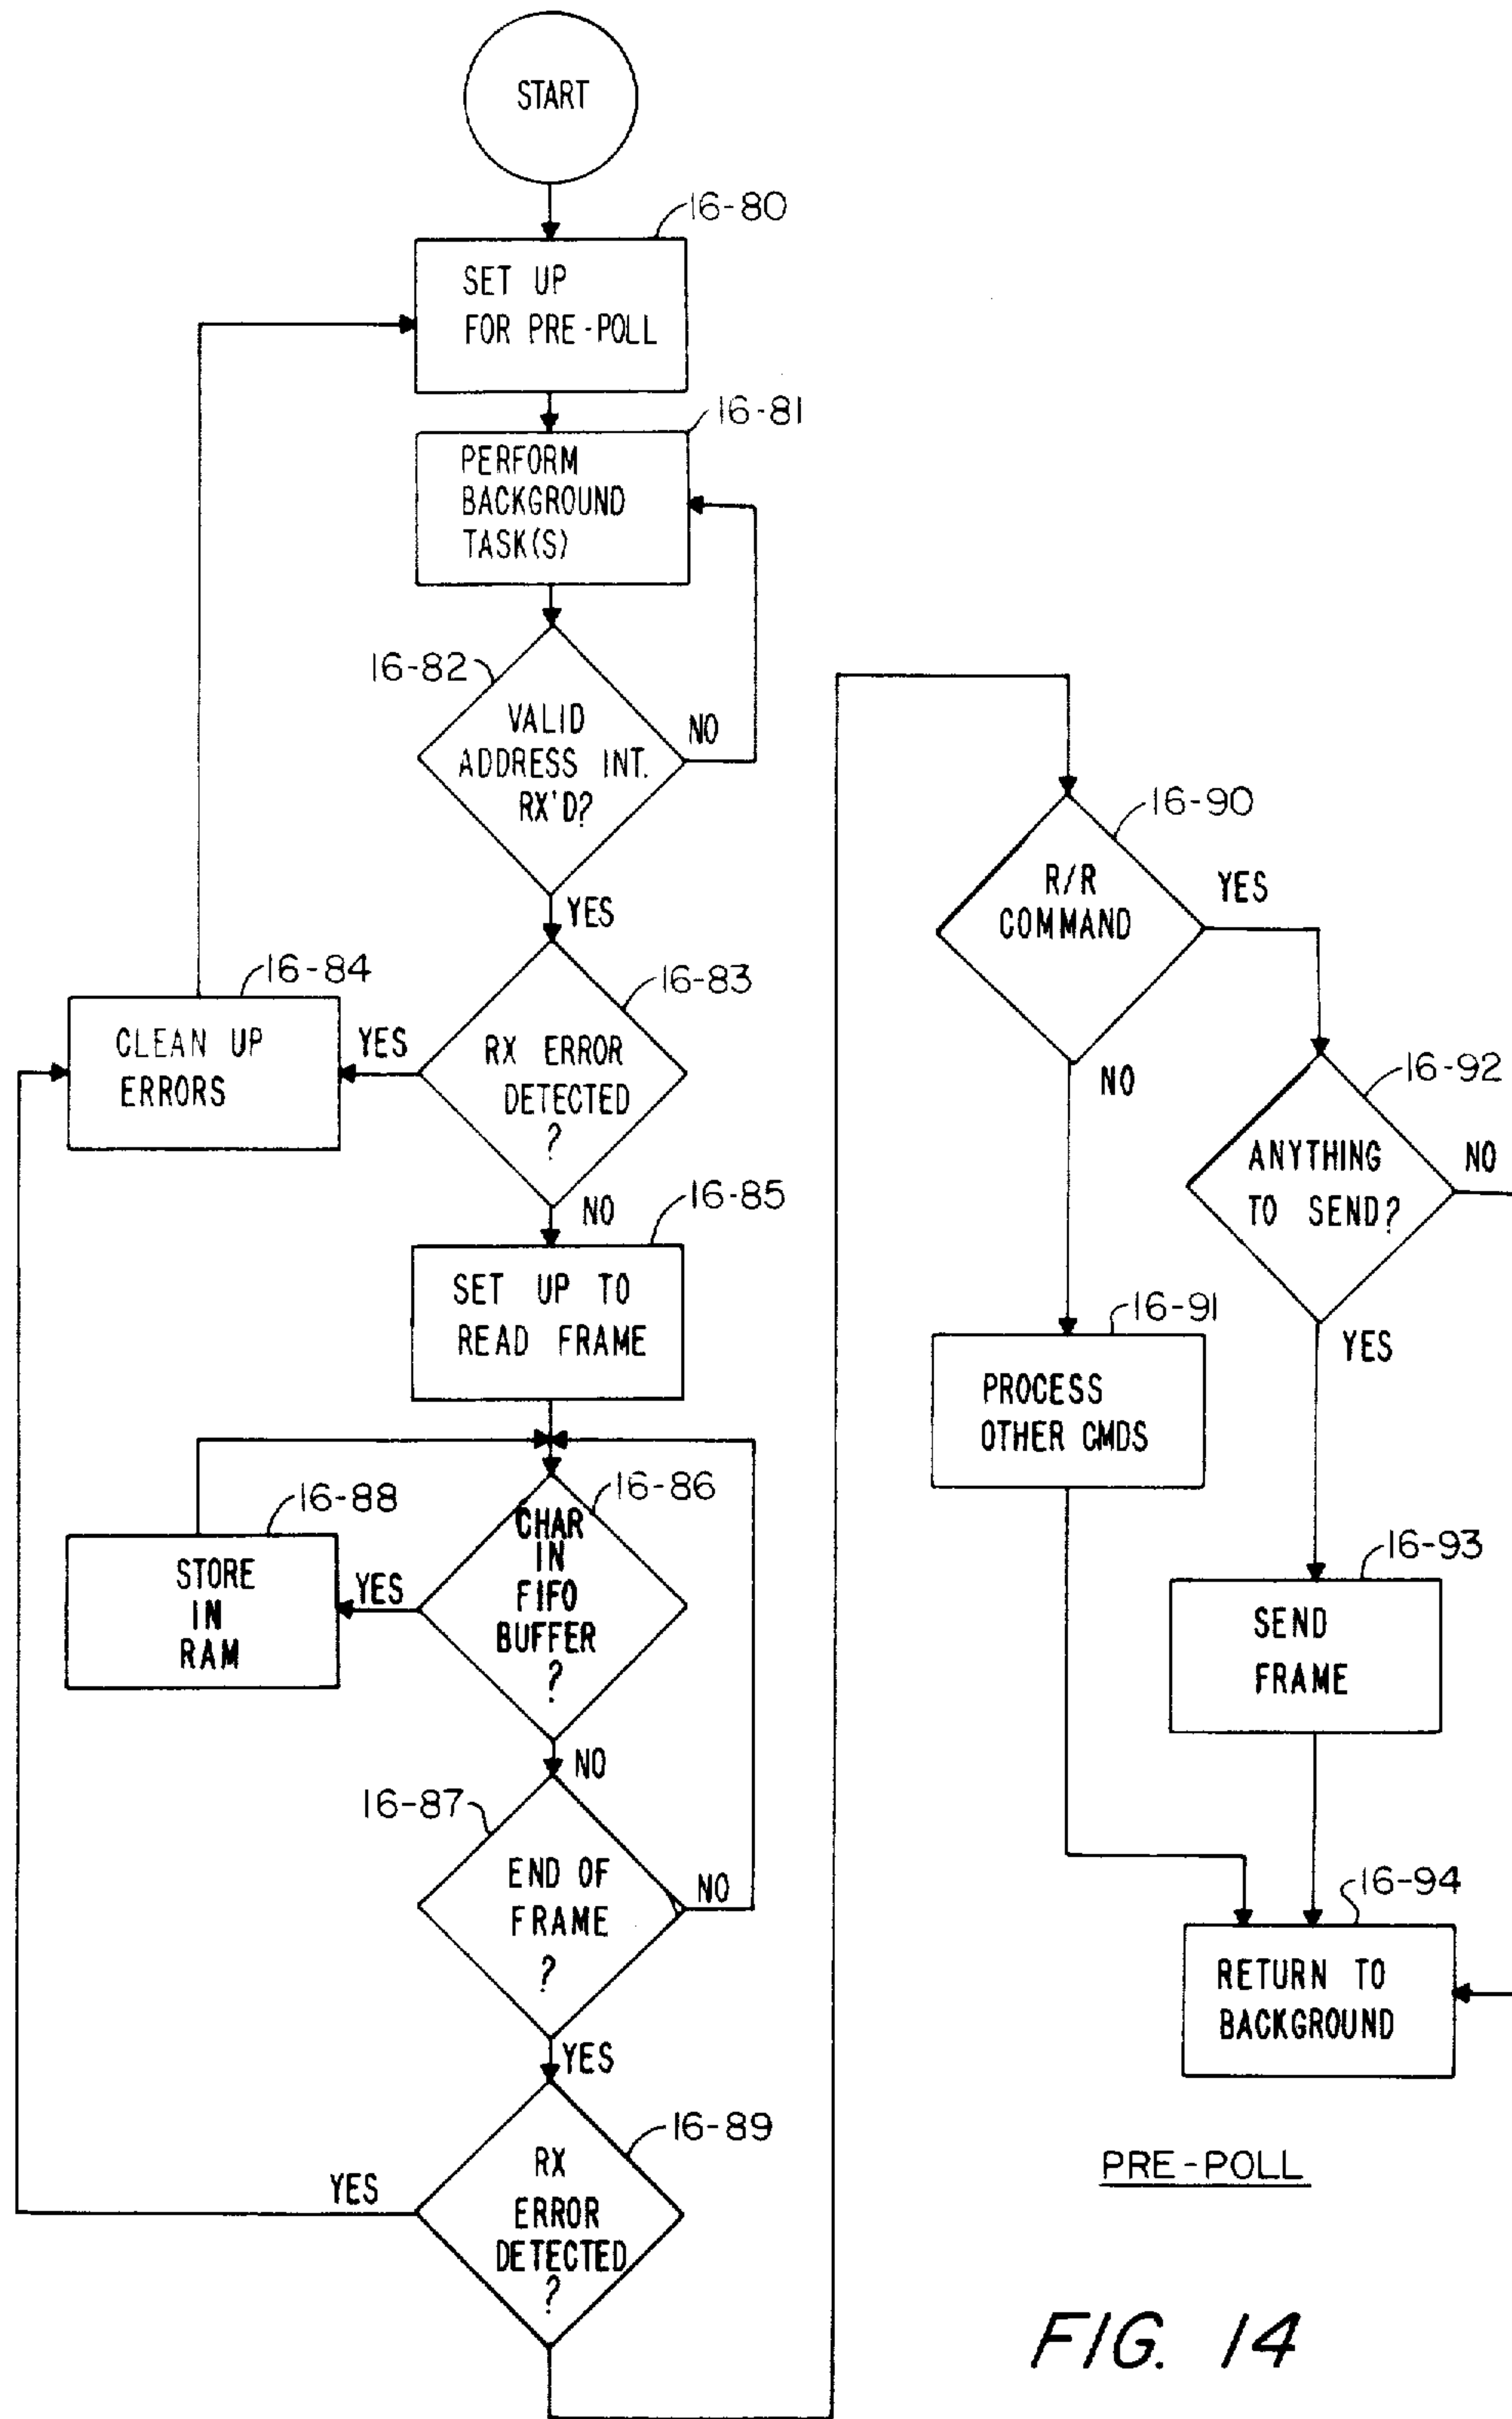 START
16-80
SET UP
FOR PRE-POLL
16-81
PERFORM
BACKGROUND
TASK(S)
16-82
VALID
ADDRESS INT.
RX'D?
NO
YES
16-83
RX ERROR
DETECTED
?
YES
16-84
CLEAN UP
ERRORS
NO
16-85
SET UP TO
READ FRAME
16-86
CHAR
IN
FIFO
BUFFER
?
YES
16-88
STORE
IN
RAM
NO
16-87
END OF
FRAME
?
NO
YES
16-89
RX
ERROR
DETECTED
?
YES
16-90
R/R
COMMAND
YES
NO
16-92
ANYTHING
TO SEND?
NO
YES
16-91
PROCESS
OTHER CMDS
16-93
SEND
FRAME
16-94
RETURN TO
BACKGROUND
PRE-POLL
FIG. 14